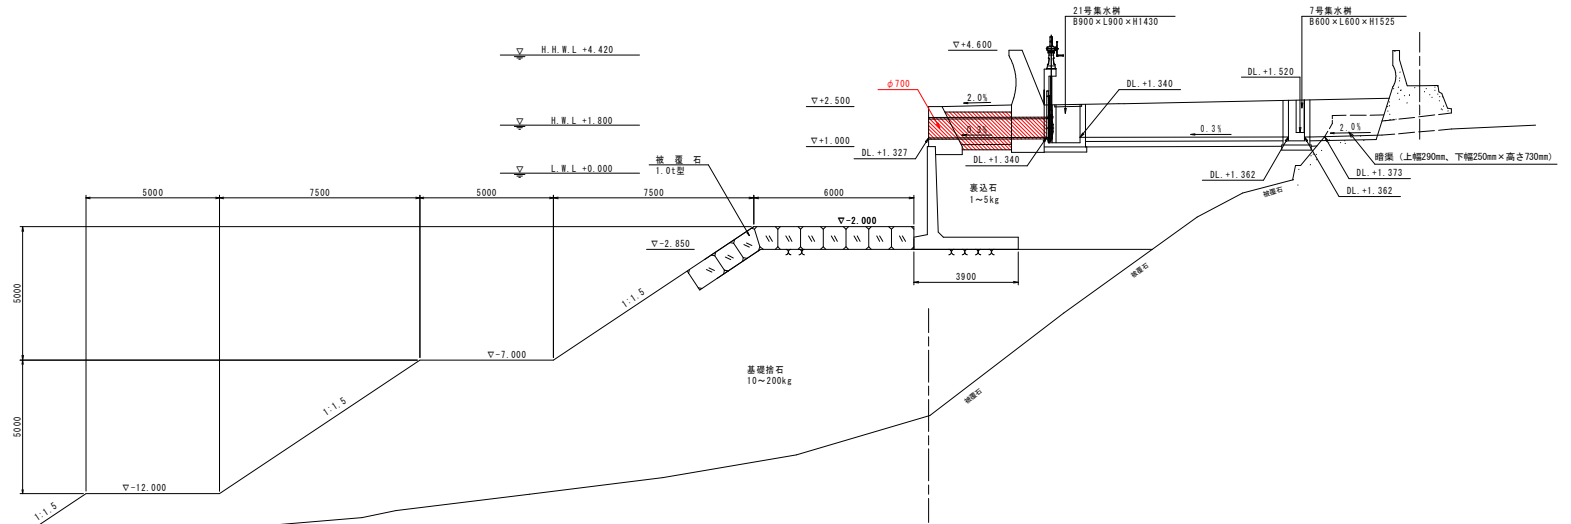 21号集水桝
B900×L900×H1430
7号集水桝
B600×L600×H1525
▽ H.H.W.L +4.420
▽+4.600
DL.+1.520
φ700
DL.+1.340
▽+2.500
2.0%
▽ H.W.L +1.800
0.3%
0.3%
2.0%
▽+1.000
DL.+1.327
DL.+1.340
暗渠（上幅290mm、下幅250mm×高さ730mm）
被覆石
1.0t型
▽ L.W.L +0.000
DL.+1.362
DL.+1.373
DL.+1.362
裏込石
1～5kg
被覆石
5000
7500
5000
7500
6000
▽-2.000
▽-2.850
3900
被覆石
5000
1:1.5
▽-7.000
基礎捨石
10～200kg
被覆石
1:1.5
5000
▽-12.000
1:1.5